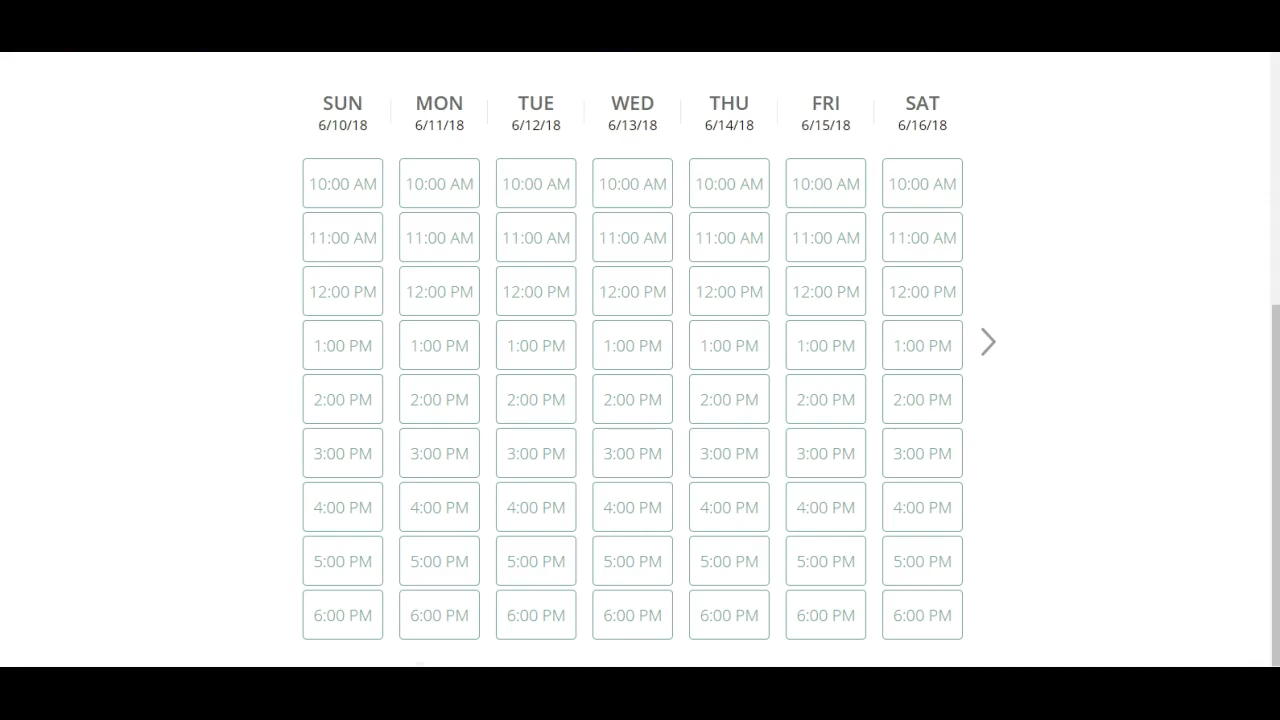 SUN MON TUE WED THU FRI SAT
6/10/18 6/11/18 6/12/18 6/13/18 6/14/18 6/15/18 6/16/18
10:00 AM 10:00 AM 10:00 AM 10:00 AM 10:00 AM 10:00 AM 10:00 AM
11:00 AM 11:00 AM 11:00 AM 11:00 AM 11:00 AM 11:00 AM 11:00 AM
12:00 PM 12:00 PM 12:00 PM 12:00 PM 12:00 PM 12:00 PM 12:00 PM
1:00 PM 1:00 PM 1:00 PM 1:00 PM 1:00 PM 1:00 PM 1:00 PM
2:00 PM 2:00 PM 2:00 PM 2:00 PM 2:00 PM 2:00 PM 2:00 PM
3:00 PM 3:00 PM 3:00 PM 3:00 PM 3:00 PM 3:00 PM 3:00 PM
4:00 PM 4:00 PM 4:00 PM 4:00 PM 4:00 PM 4:00 PM 4:00 PM
5:00 PM 5:00 PM 5:00 PM 5:00 PM 5:00 PM 5:00 PM 5:00 PM
6:00 PM 6:00 PM 6:00 PM 6:00 PM 6:00 PM 6:00 PM 6:00 PM